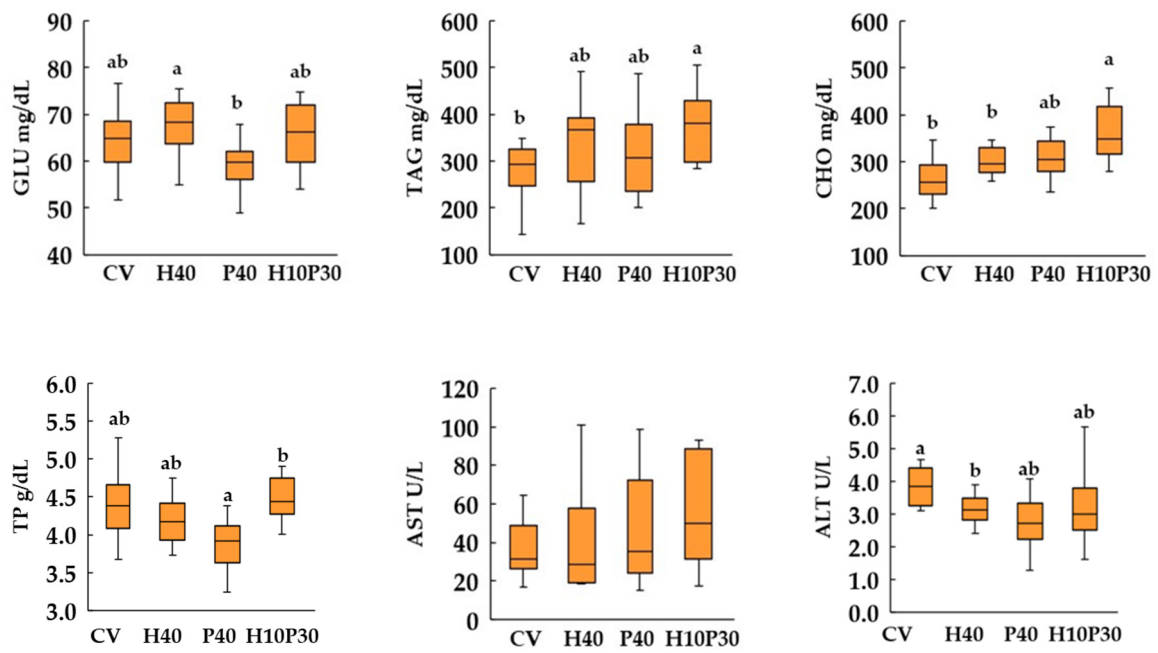 90 80 70 60 50 40
GLU mg/dL
ab a b ab
CV H40 P40 H10P30
600 500 400 300 200 100
TAG mg/dL
b ab ab a
CV H40 P40 H10P30
600 500 400 300 200 100
CHO mg/dL
b b ab a
CV H40 P40 H10P30
6.0 5.5 5.0 4.5 4.0 3.5 3.0
TP g/dL
ab ab a b
CV H40 P40 H10P30
120 100 80 60 40 20 0
AST U/L
CV H40 P40 H10P30
7.0 6.0 5.0 4.0 3.0 2.0 1.0 0.0
ALT U/L
a b ab ab
CV H40 P40 H10P30